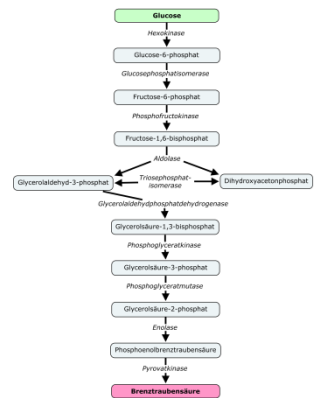 Glucose
Hexokinase
Glucose-6-phosphat
Glucosephosphatisomerase
Fructose-6-phosphat
Phosphofructokinase
Fructose-1,6-bisphosphat
Aldolase
Glycerolaldehyd-3-phosphat
Triosephosphat-
isomerase
Dihydroxyacetonphosphat
Glycerolaldehydphosphatdehydrogenase
Glycerolsäure-1,3-bisphosphat
Phosphoglyceratkinase
Glycerolsäure-3-phosphat
Phosphoglyceratmutase
Glycerolsäure-2-phosphat
Enolase
Phosphoenolbrenztraubensäure
Pyrovatkinase
Brenztraubensäure